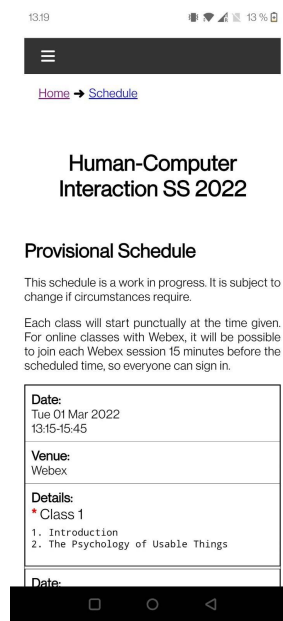 13.19
13 %
Home → Schedule
Human-Computer
Interaction SS 2022
Provisional Schedule
This schedule is a work in progress. It is subject to
change if circumstances require.
Each class will start punctually at the time given.
For online classes with Webex, it will be possible
to join each Webex session 15 minutes before the
scheduled time, so everyone can sign in.
Date:
Tue 01 Mar 2022
13:15-15:45
Venue:
Webex
Details:
* Class 1
1. Introduction
2. The Psychology of Usable Things
Date: